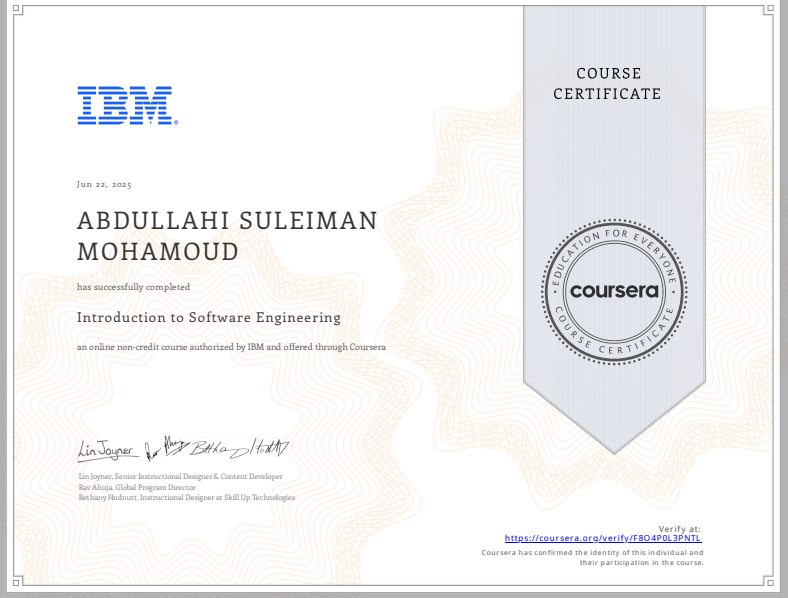 COURSE
CERTIFICATE
IBM®
Jun 22, 2025
ABDULLAHI SULEIMAN
MOHAMOUD
has successfully completed
Introduction to Software Engineering
an online non-credit course authorized by IBM and offered through Coursera
EDUCATION FOR EVERYONE
coursera
COURSE CERTIFICATE
Lin Joyner
Lin Joyner, Senior Instructional Designer & Content Developer
Rav Ahuja, Global Program Director
Bethany Hudnutt, Instructional Designer at Skill Up Technologies
Verify at:
https://coursera.org/verify/F8O4P0L3PNTL
Coursera has confirmed the identity of this individual and
their participation in the course.